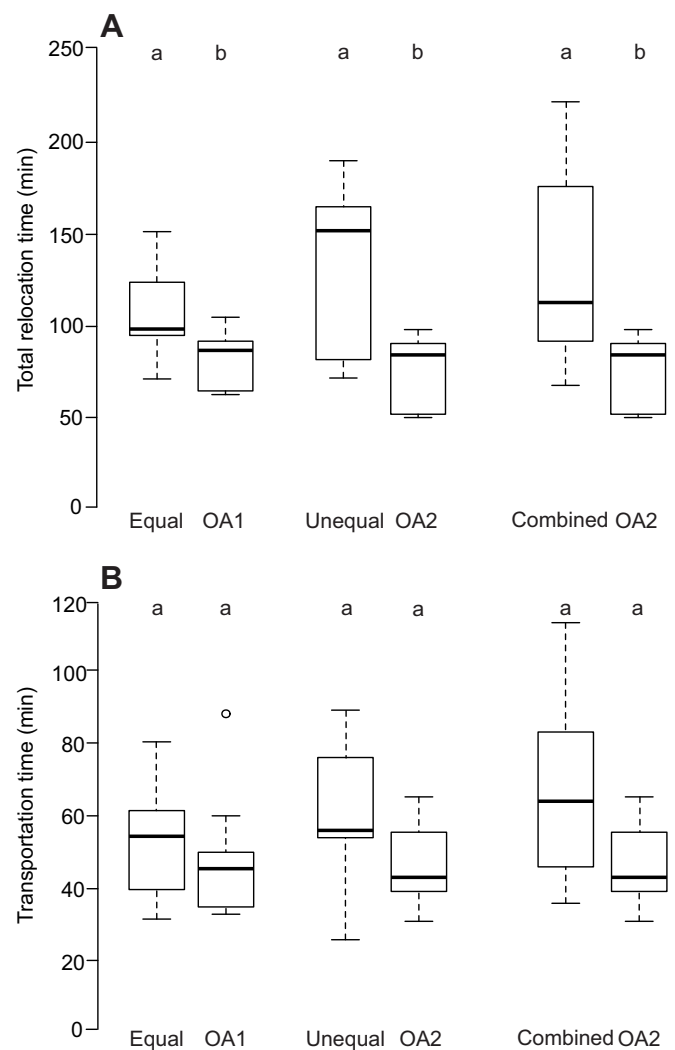 A
250 a b a b a b
200
150
100
50
0
Total relocation time (min)
Equal OA1 Unequal OA2 Combined OA2
B
120 a a a a a a
100
80
60
40
20
0
Transportation time (min)
Equal OA1 Unequal OA2 Combined OA2